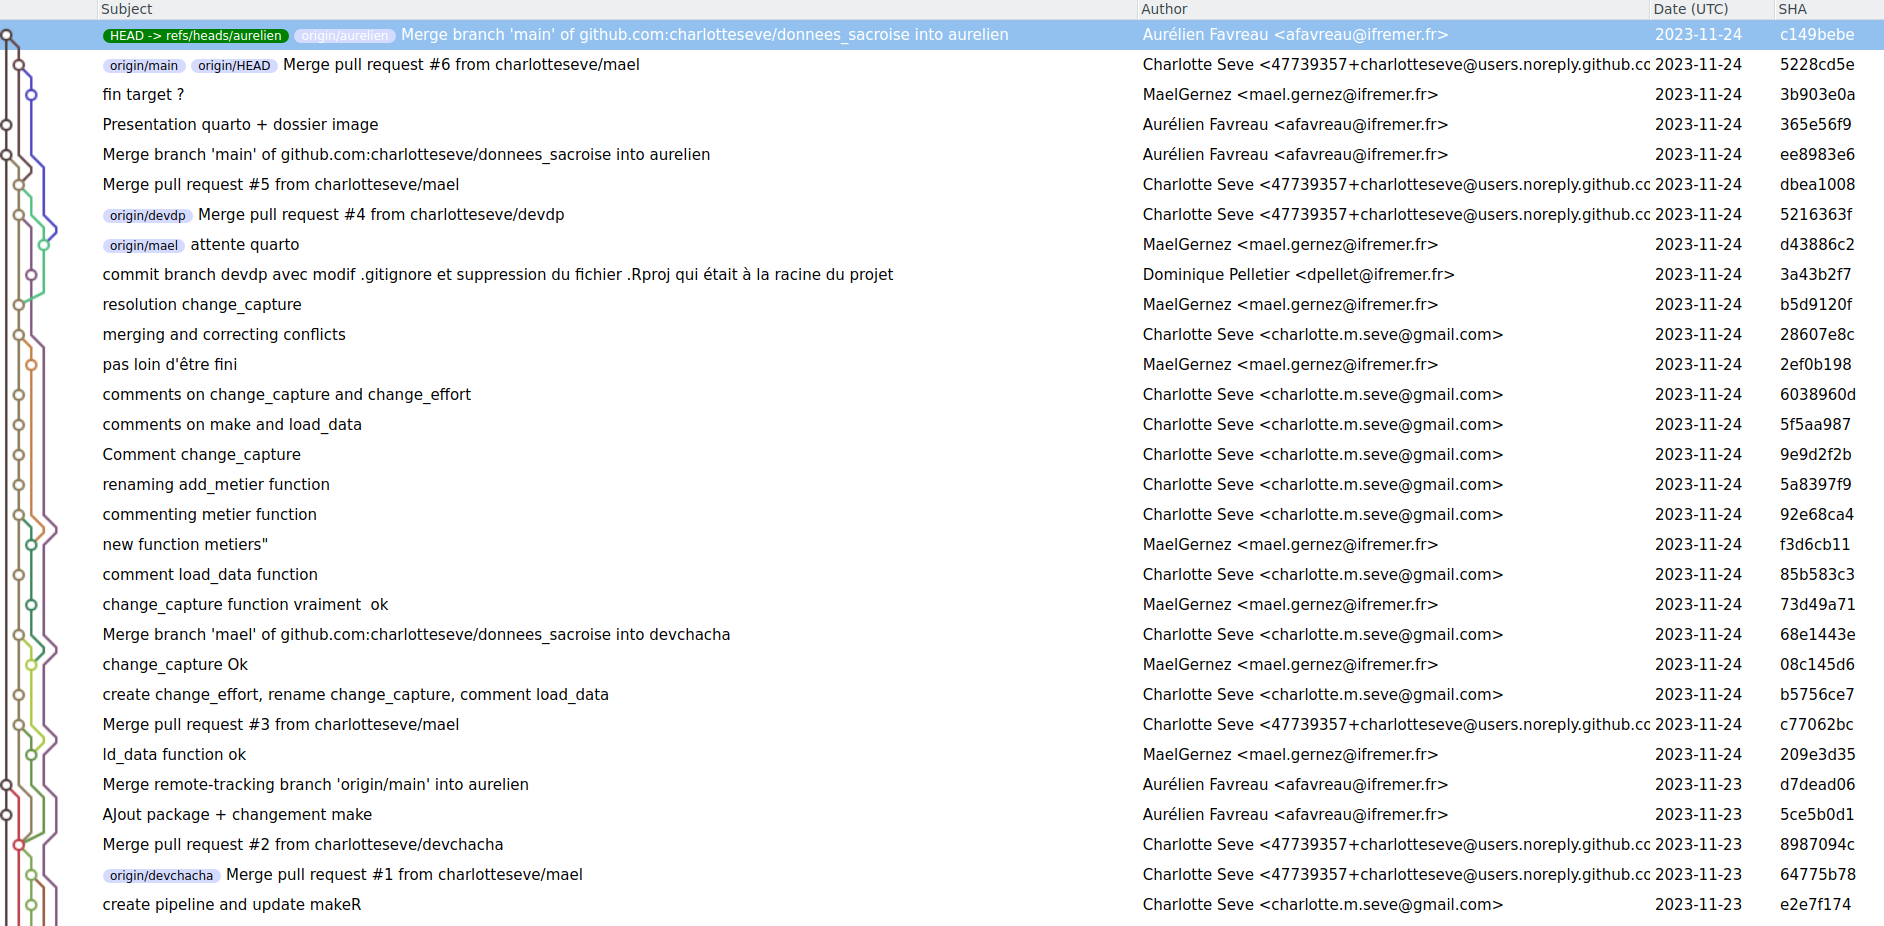 Subject Author Date (UTC) SHA
HEAD -> refs/heads/aurelien origin/aurelien Merge branch 'main' of github.com:charlotteseve/donnees_sacroise into aurelien Aurélien Favreau <afavreau@ifremer.fr> 2023-11-24 c149bebe
origin/main origin/HEAD Merge pull request #6 from charlotteseve/mael Charlotte Seve <47739357+charlotteseve@users.noreply.github.co 2023-11-24 5228cd5e
fin target ? MaelGernez <mael.gernez@ifremer.fr> 2023-11-24 3b903e0a
Presentation quarto + dossier image Aurélien Favreau <afavreau@ifremer.fr> 2023-11-24 365e56f9
Merge branch 'main' of github.com:charlotteseve/donnees_sacroise into aurelien Aurélien Favreau <afavreau@ifremer.fr> 2023-11-24 ee8983e6
Merge pull request #5 from charlotteseve/mael Charlotte Seve <47739357+charlotteseve@users.noreply.github.co 2023-11-24 dbea1008
origin/devdp Merge pull request #4 from charlotteseve/devdp Charlotte Seve <47739357+charlotteseve@users.noreply.github.co 2023-11-24 5216363f
origin/mael attente quarto MaelGernez <mael.gernez@ifremer.fr> 2023-11-24 d43886c2
commit branch devdp avec modif .gitignore et suppression du fichier .Rproj qui était à la racine du projet Dominique Pelletier <dpellet@ifremer.fr> 2023-11-24 3a43b2f7
resolution change_capture MaelGernez <mael.gernez@ifremer.fr> 2023-11-24 b5d9120f
merging and correcting conflicts Charlotte Seve <charlotte.m.seve@gmail.com> 2023-11-24 28607e8c
pas loin d'être fini MaelGernez <mael.gernez@ifremer.fr> 2023-11-24 2ef0b198
comments on change_capture and change_effort Charlotte Seve <charlotte.m.seve@gmail.com> 2023-11-24 6038960d
comments on make and load_data Charlotte Seve <charlotte.m.seve@gmail.com> 2023-11-24 5f5aa987
Comment change_capture Charlotte Seve <charlotte.m.seve@gmail.com> 2023-11-24 9e9d2f2b
renaming add_metier function Charlotte Seve <charlotte.m.seve@gmail.com> 2023-11-24 5a8397f9
commenting metier function Charlotte Seve <charlotte.m.seve@gmail.com> 2023-11-24 92e68ca4
new function metiers" MaelGernez <mael.gernez@ifremer.fr> 2023-11-24 f3d6cb11
comment load_data function Charlotte Seve <charlotte.m.seve@gmail.com> 2023-11-24 85b583c3
change_capture function vraiment  ok MaelGernez <mael.gernez@ifremer.fr> 2023-11-24 73d49a71
Merge branch 'mael' of github.com:charlotteseve/donnees_sacroise into devchacha Charlotte Seve <charlotte.m.seve@gmail.com> 2023-11-24 68e1443e
change_capture Ok MaelGernez <mael.gernez@ifremer.fr> 2023-11-24 08c145d6
create change_effort, rename change_capture, comment load_data Charlotte Seve <charlotte.m.seve@gmail.com> 2023-11-24 b5756ce7
Merge pull request #3 from charlotteseve/mael Charlotte Seve <47739357+charlotteseve@users.noreply.github.co 2023-11-24 c77062bc
ld_data function ok MaelGernez <mael.gernez@ifremer.fr> 2023-11-24 209e3d35
Merge remote-tracking branch 'origin/main' into aurelien Aurélien Favreau <afavreau@ifremer.fr> 2023-11-23 d7dead06
AJout package + changement make Aurélien Favreau <afavreau@ifremer.fr> 2023-11-23 5ce5b0d1
Merge pull request #2 from charlotteseve/devchacha Charlotte Seve <47739357+charlotteseve@users.noreply.github.co 2023-11-23 8987094c
origin/devchacha Merge pull request #1 from charlotteseve/mael Charlotte Seve <47739357+charlotteseve@users.noreply.github.co 2023-11-23 64775b78
create pipeline and update makeR Charlotte Seve <charlotte.m.seve@gmail.com> 2023-11-23 e2e7f174